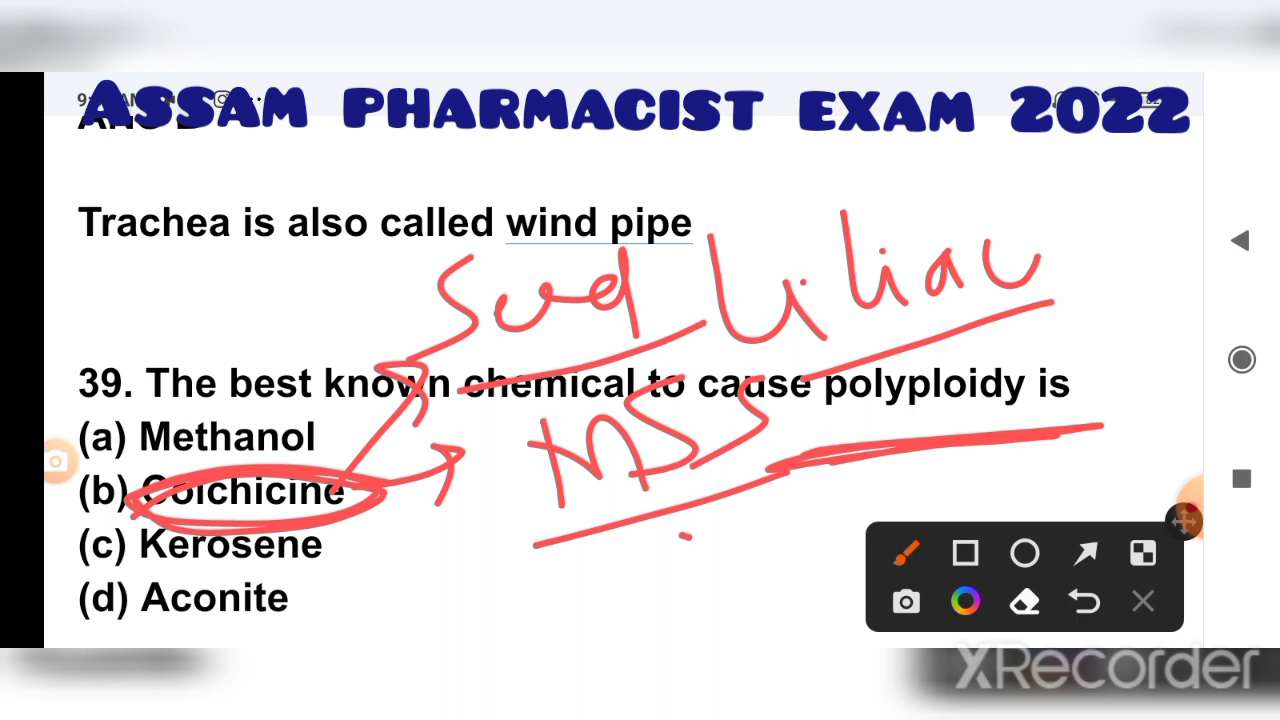 ASSAM PHARMACIST EXAM 2022
Trachea is also called wind pipe
Liliac
39. The best known chemical to cause polyploidy is
MSS
(a) Methanol
(b) Colchicine
(c) Kerosene
(d) Aconite
XRecorder